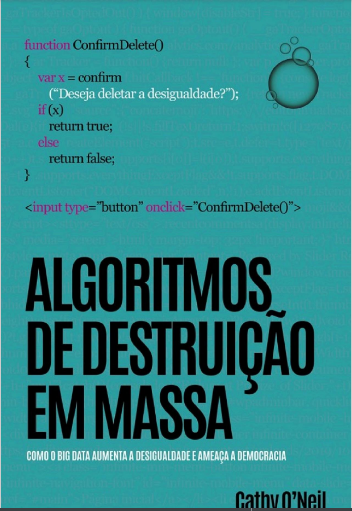 function ConfirmDelete()
{
var x = confirm
("Deseja deletar a desigualdade?");
if (x)
return true;
else
return false;
}
<input type="button" onclick="ConfirmDelete()">
ALGORITMOS
DE DESTRUIÇÃO
EM MASSA
COMO O BIG DATA AUMENTA A DESIGUALDADE E AMEAÇA A DEMOCRACIA
Cathy O'Neil